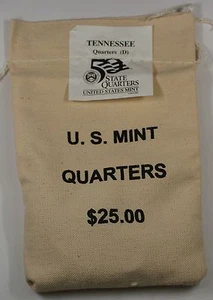 TENNESSEE
Quarters (D)
50
STATE
QUARTERS
UNITED STATES MINT
U. S. MINT
QUARTERS
$25.00